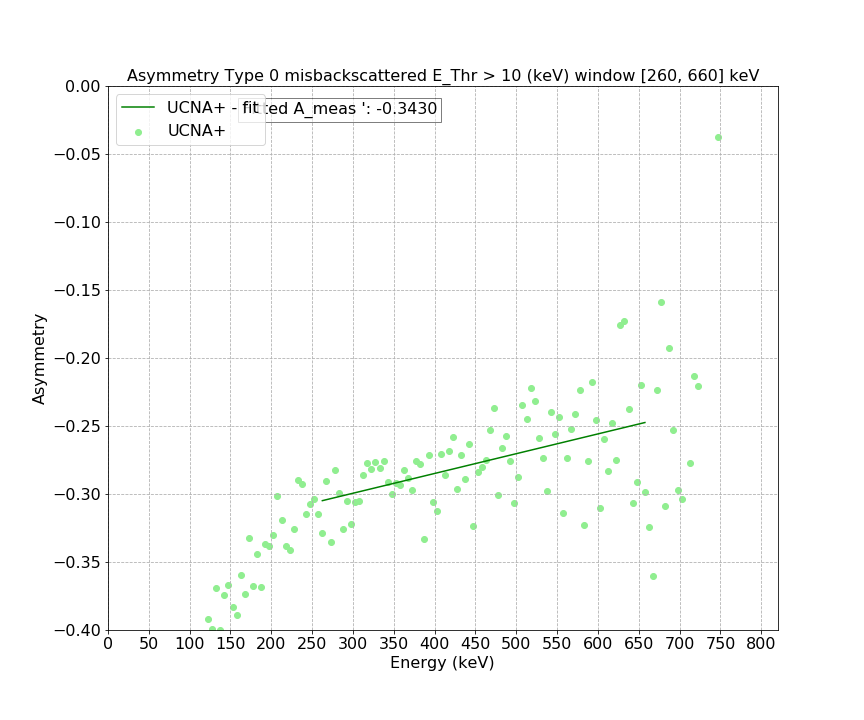 Asymmetry Type 0 misbackscattered E_Thr > 10 (keV) window [260, 660] keV
UCNA+ - fitted A_meas ': -0.3430
UCNA+
0.00
−0.05
−0.10
−0.15
−0.20
−0.25
−0.30
−0.35
−0.40
Asymmetry
0 50 100 150 200 250 300 350 400 450 500 550 600 650 700 750 800
Energy (keV)